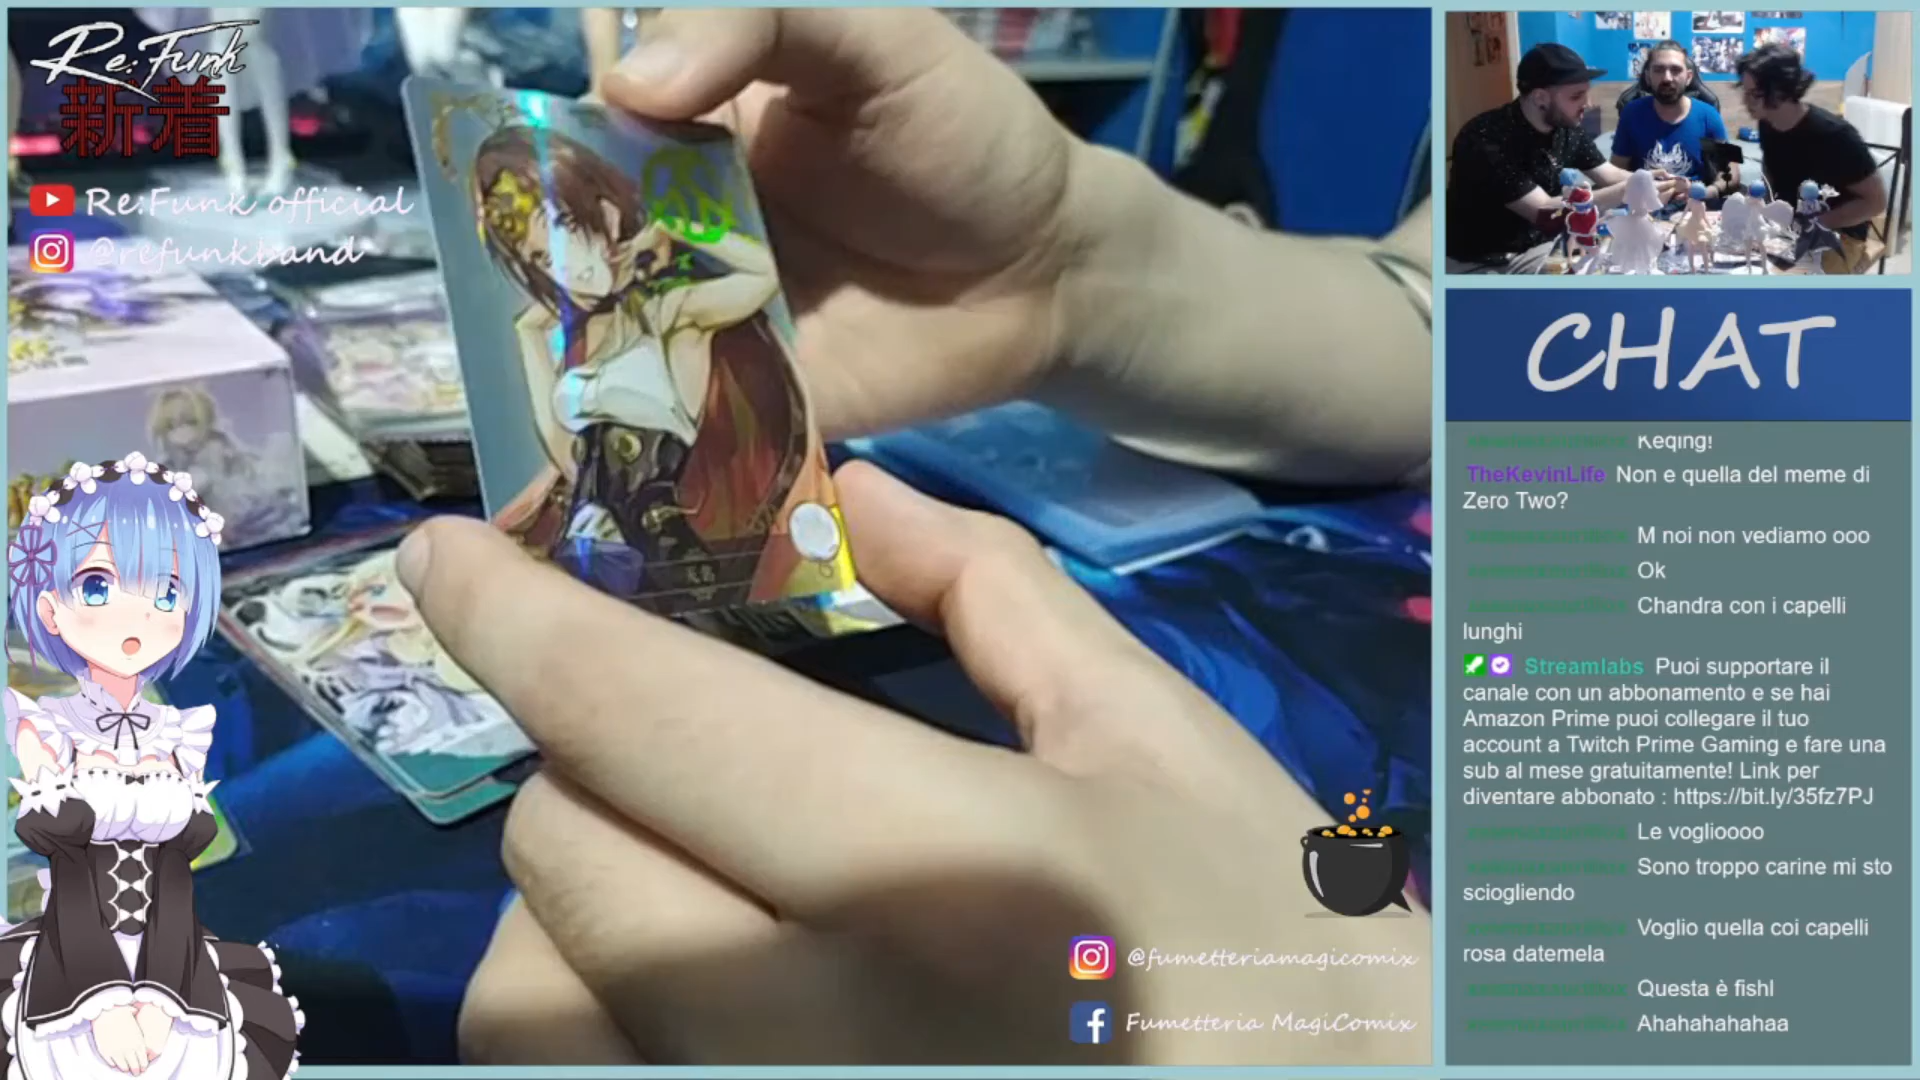 Re:Funk
新着
Re:Funk official
@refunkband
CHAT
Keqing!
TheKevinLife Non e quella del meme di
Zero Two?
M noi non vediamo ooo
Ok
Chandra con i capelli
lunghi
Streamlabs Puoi supportare il
canale con un abbonamento e se hai
Amazon Prime puoi collegare il tuo
account a Twitch Prime Gaming e fare una
sub al mese gratuitamente! Link per
diventare abbonato : https://bit.ly/35fz7PJ
Le voglioooo
Sono troppo carine mi sto
sciogliendo
Voglio quella coi capelli
rosa datemela
Questa è fishl
Ahahahahahaa
@fumetteriamagicomix
Fumetteria MagiComix